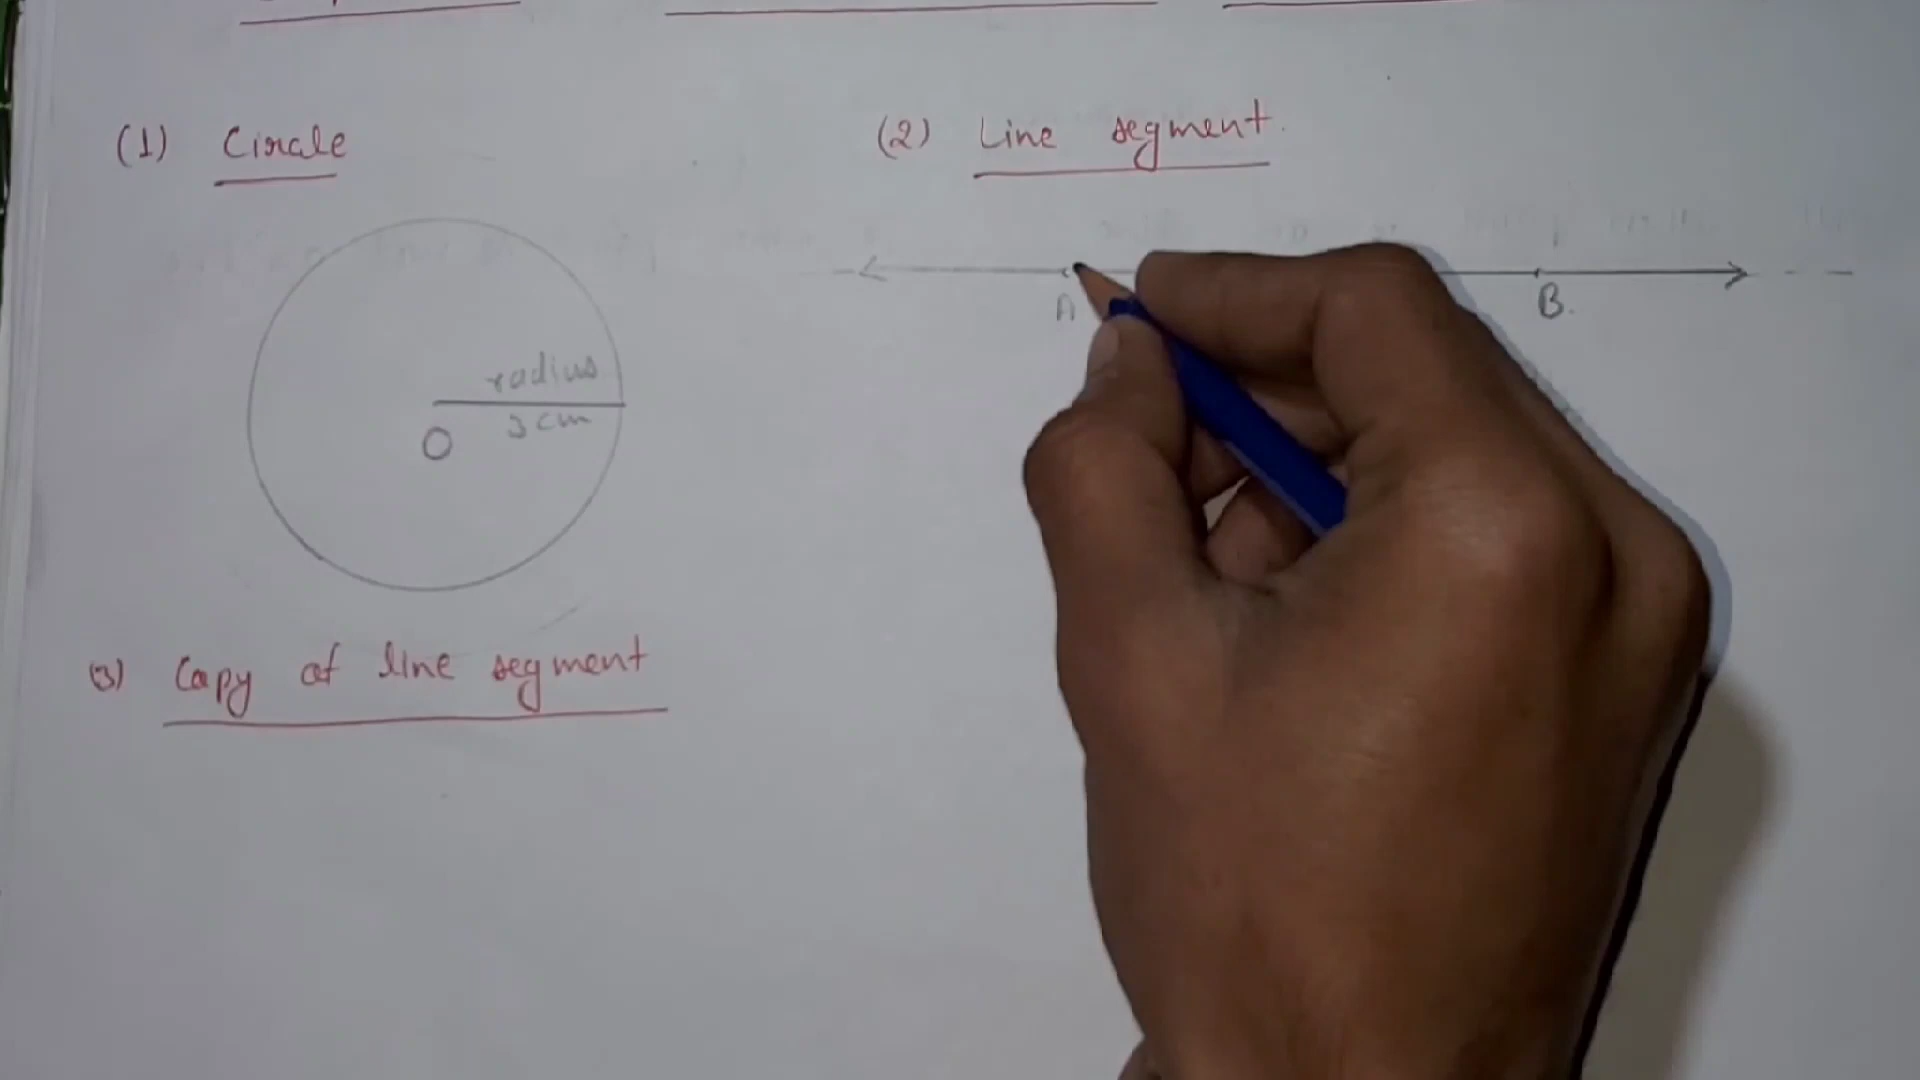 (1) Circle
(2) Line segment.
A B.
radius
3 cm
O
(3) Copy of line segment